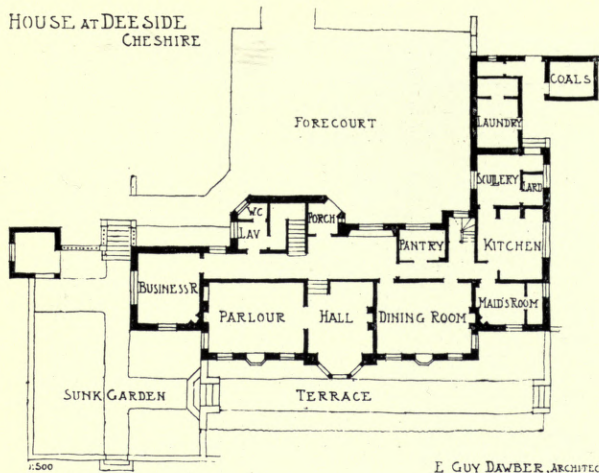 HOUSE AT DEESIDE
CHESHIRE
COALS
FORECOURT
LAUNDRY
SCULLERY
LARD
WC
LAV
PORCH
PANTRY
KITCHEN
BUSINESS R
MAID'S ROOM
PARLOUR
HALL
DINING ROOM
SUNK GARDEN
TERRACE
1:500
E GUY DAWBER, ARCHITEC